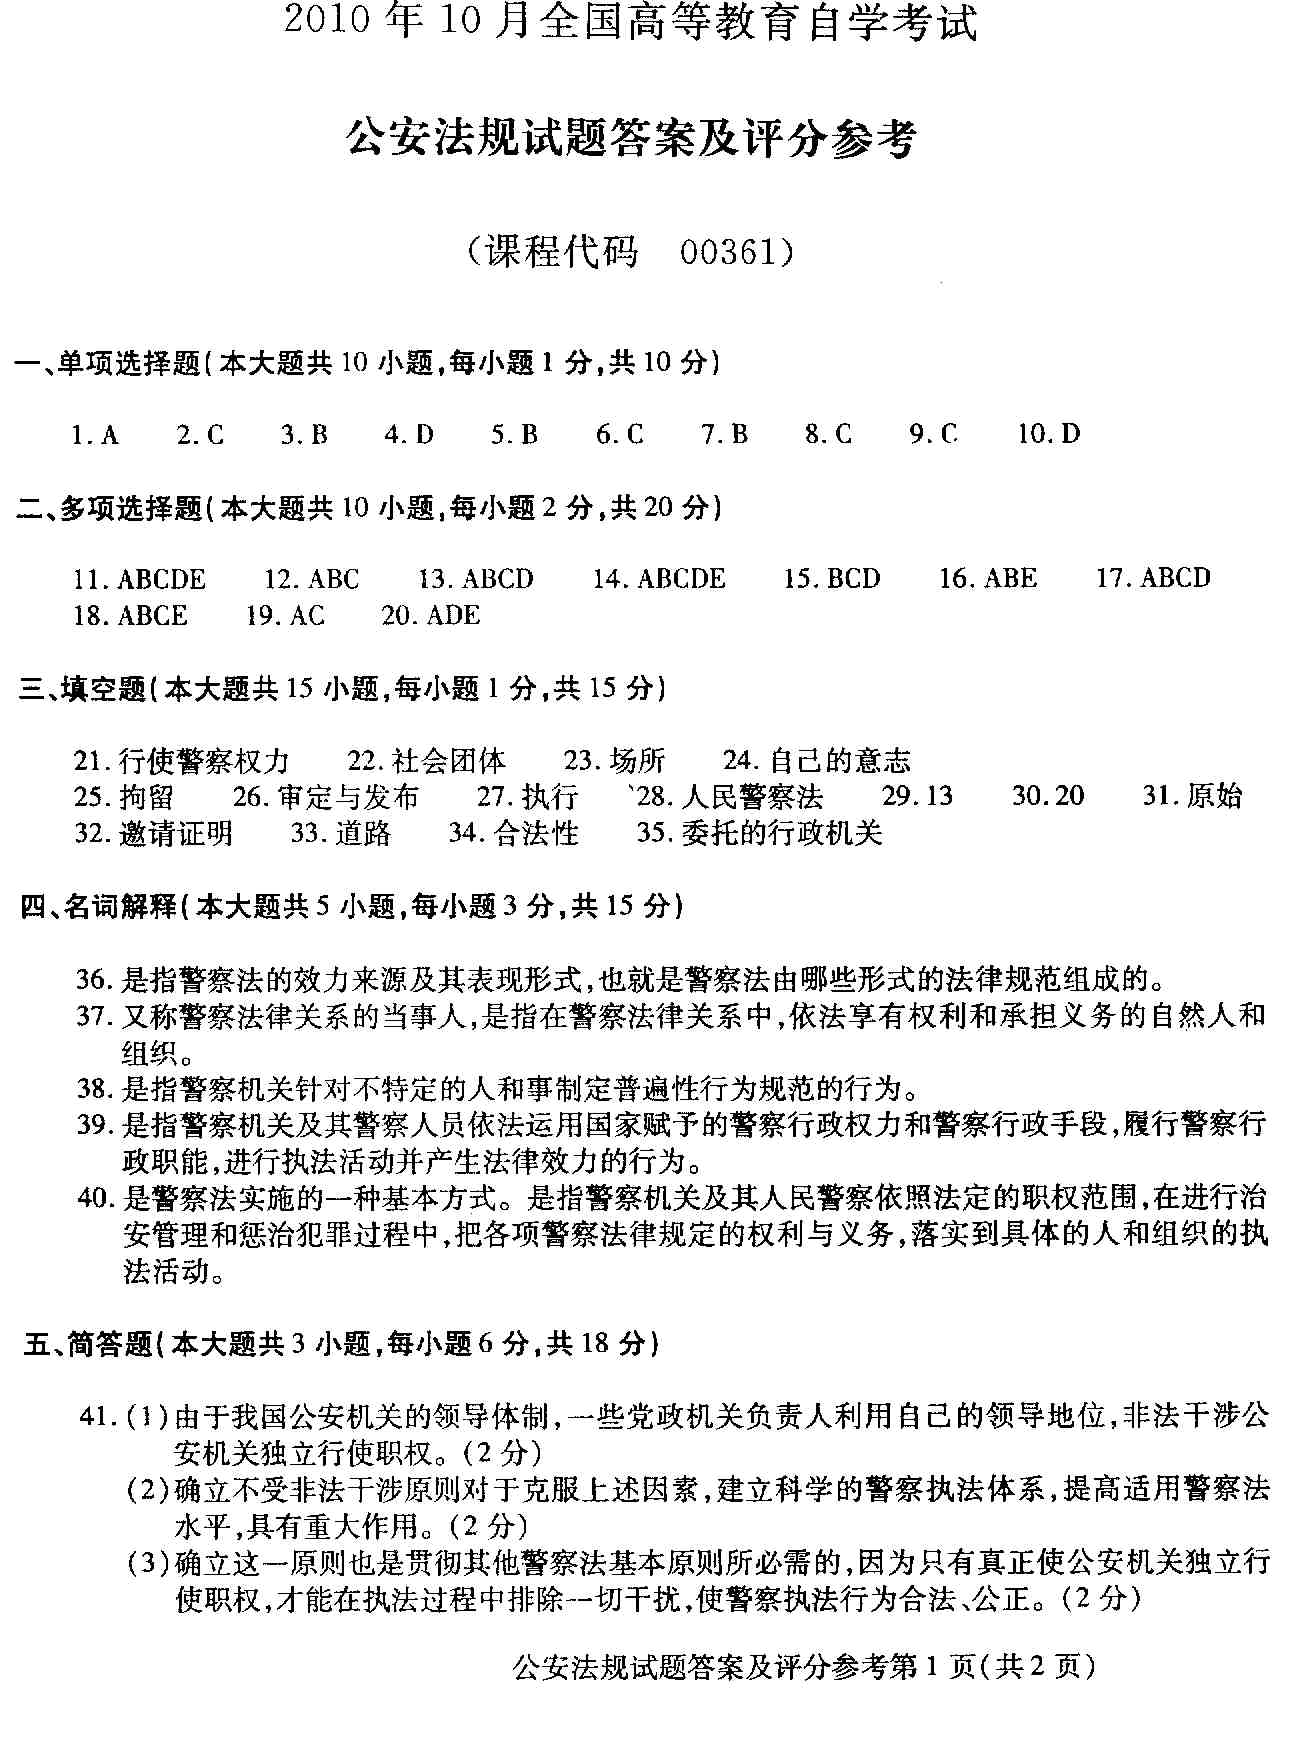 2010 年 10 月全国高等教育自学考试
公安法规试题答案及评分参考
（课程代码　00361）
一、单项选择题（本大题共 10 小题，每小题 1 分，共 10 分）
1. A　2. C　3. B　4. D　5. B　6. C　7. B　8. C　9. C　10. D
二、多项选择题（本大题共 10 小题，每小题 2 分，共 20 分）
11. ABCDE　12. ABC　13. ABCD　14. ABCDE　15. BCD　16. ABE　17. ABCD
18. ABCE　19. AC　20. ADE
三、填空题（本大题共 15 小题，每小题 1 分，共 15 分）
21. 行使警察权力　22. 社会团体　23. 场所　24. 自己的意志
25. 拘留　26. 审定与发布　27. 执行　28. 人民警察法　29. 13　30. 20　31. 原始
32. 邀请证明　33. 道路　34. 合法性　35. 委托的行政机关
四、名词解释（本大题共 5 小题，每小题 3 分，共 15 分）
36. 是指警察法的效力来源及其表现形式，也就是警察法由哪些形式的法律规范组成的。
37. 又称警察法律关系的当事人，是指在警察法律关系中，依法享有权利和承担义务的自然人和
组织。
38. 是指警察机关针对不特定的人和事制定普遍性行为规范的行为。
39. 是指警察机关及其警察人员依法运用国家赋予的警察行政权力和警察行政手段，履行警察行
政职能，进行执法活动并产生法律效力的行为。
40. 是警察法实施的一种基本方式。是指警察机关及其人民警察依照法定的职权范围，在进行治
安管理和惩治犯罪过程中，把各项警察法律规定的权利与义务，落实到具体的人和组织的执
法活动。
五、简答题（本大题共 3 小题，每小题 6 分，共 18 分）
41. （1）由于我国公安机关的领导体制，一些党政机关负责人利用自己的领导地位，非法干涉公
安机关独立行使职权。（2 分）
（2）确立不受非法干涉原则对于克服上述因素，建立科学的警察执法体系，提高适用警察法
水平，具有重大作用。（2 分）
（3）确立这一原则也是贯彻其他警察法基本原则所必需的，因为只有真正使公安机关独立行
使职权，才能在执法过程中排除一切干扰，使警察执法行为合法、公正。（2 分）
公安法规试题答案及评分参考第 1 页（共 2 页）